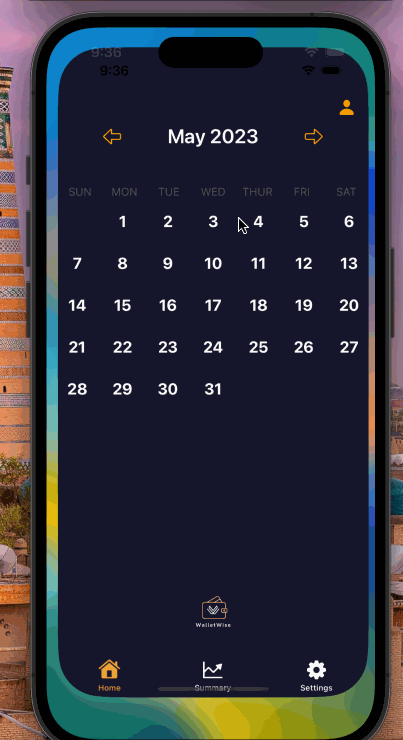 9:36
9:36
May 2023
SUN MON TUE WED THUR FRI SAT
1 2 3 4 5 6
7 8 9 10 11 12 13
14 15 16 17 18 19 20
21 22 23 24 25 26 27
28 29 30 31
WalletWise
Home Summary Settings